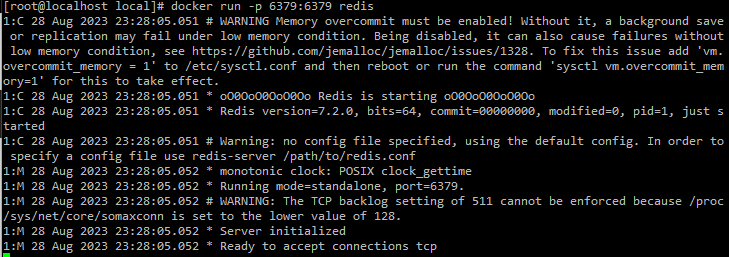 [root@localhost local]# docker run -p 6379:6379 redis
1:C 28 Aug 2023 23:28:05.051 # WARNING Memory overcommit must be enabled! Without it, a background save
 or replication may fail under low memory condition. Being disabled, it can also cause failures without
 low memory condition, see https://github.com/jemalloc/jemalloc/issues/1328. To fix this issue add 'vm.
overcommit_memory = 1' to /etc/sysctl.conf and then reboot or run the command 'sysctl vm.overcommit_mem
ory=1' for this to take effect.
1:C 28 Aug 2023 23:28:05.051 * oO0OoO0OoO0Oo Redis is starting oO0OoO0OoO0Oo
1:C 28 Aug 2023 23:28:05.051 * Redis version=7.2.0, bits=64, commit=00000000, modified=0, pid=1, just s
tarted
1:C 28 Aug 2023 23:28:05.051 # Warning: no config file specified, using the default config. In order to
 specify a config file use redis-server /path/to/redis.conf
1:M 28 Aug 2023 23:28:05.052 * monotonic clock: POSIX clock_gettime
1:M 28 Aug 2023 23:28:05.052 * Running mode=standalone, port=6379.
1:M 28 Aug 2023 23:28:05.052 # WARNING: The TCP backlog setting of 511 cannot be enforced because /proc
/sys/net/core/somaxconn is set to the lower value of 128.
1:M 28 Aug 2023 23:28:05.052 * Server initialized
1:M 28 Aug 2023 23:28:05.052 * Ready to accept connections tcp